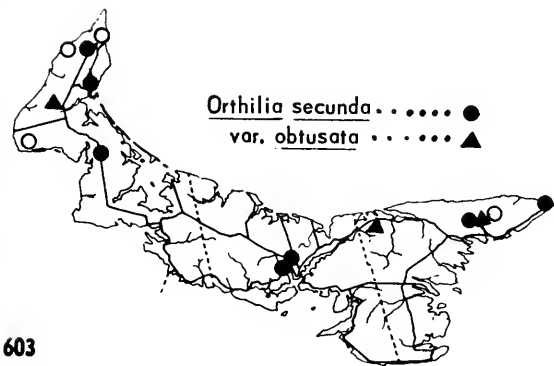 Orthilia secunda........●
var. obtusata.......▲
603